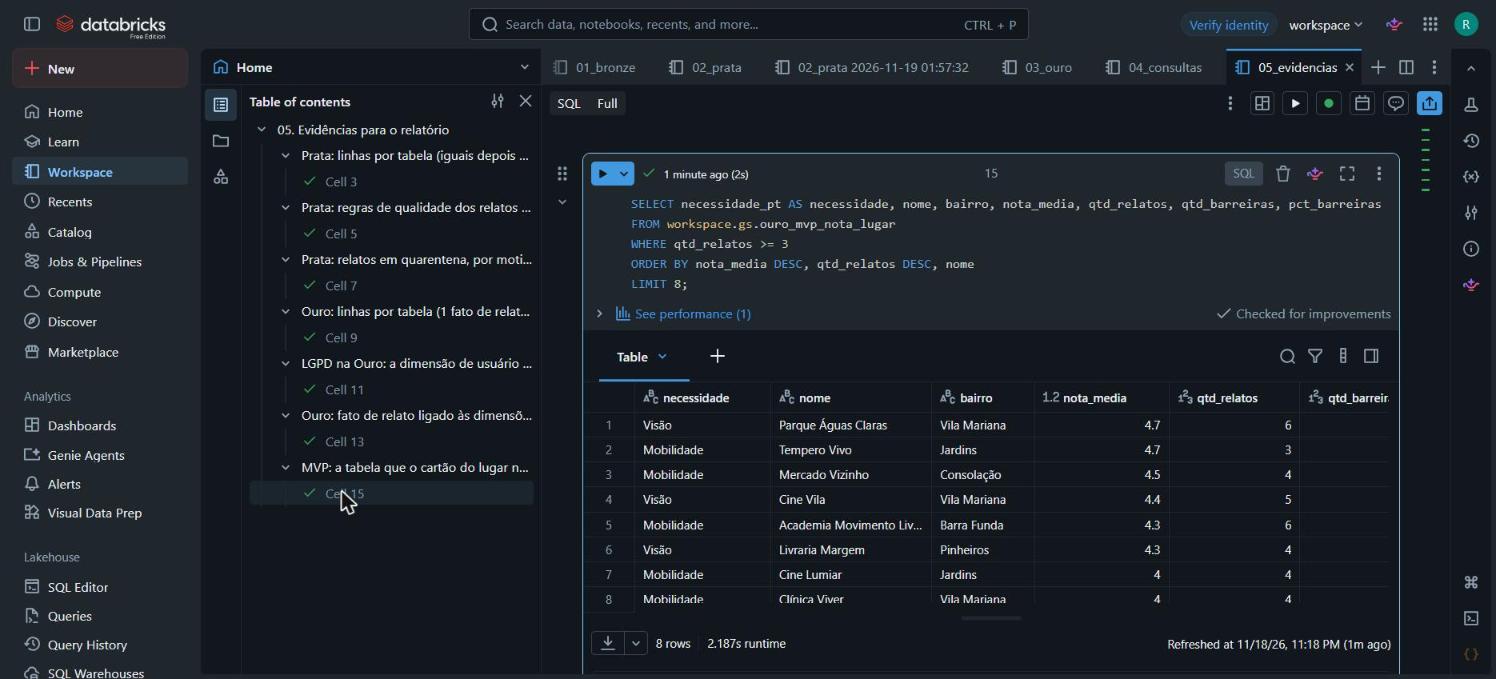 databricks
Free Edition
Search data, notebooks, recents, and more...
CTRL + P
Verify identity
workspace
R
New
Home
Learn
Workspace
Recents
Catalog
Jobs & Pipelines
Compute
Discover
Marketplace
Analytics
Dashboards
Genie Agents
Alerts
Visual Data Prep
Lakehouse
SQL Editor
Queries
Query History
SQL Warehouses
Home
Table of contents
05. Evidências para o relatório
Prata: linhas por tabela (iguais depois ...
Cell 3
Prata: regras de qualidade dos relatos ...
Cell 5
Prata: relatos em quarentena, por moti...
Cell 7
Ouro: linhas por tabela (1 fato de relat...
Cell 9
LGPD na Ouro: a dimensão de usuário ...
Cell 11
Ouro: fato de relato ligado às dimensõ...
Cell 13
MVP: a tabela que o cartão do lugar n...
Cell 15
01_bronze
02_prata
02_prata 2026-11-19 01:57:32
03_ouro
04_consultas
05_evidencias
SQL Full
1 minute ago (2s)
15
SQL
SELECT necessidade_pt AS necessidade, nome, bairro, nota_media, qtd_relatos, qtd_barreiras, pct_barreiras
FROM workspace.gs.ouro_mvp_nota_lugar
WHERE qtd_relatos >= 3
ORDER BY nota_media DESC, qtd_relatos DESC, nome
LIMIT 8;
See performance (1)
Checked for improvements
Table
necessidade nome bairro 1.2 nota_media qtd_relatos qtd_barreir
1 Visão Parque Águas Claras Vila Mariana 4.7 6
2 Mobilidade Tempero Vivo Jardins 4.7 3
3 Mobilidade Mercado Vizinho Consolação 4.5 4
4 Visão Cine Vila Vila Mariana 4.4 5
5 Mobilidade Academia Movimento Liv... Barra Funda 4.3 6
6 Visão Livraria Margem Pinheiros 4.3 4
7 Mobilidade Cine Lumiar Jardins 4 4
8 Mobilidade Clínica Viver Vila Mariana 4 4
8 rows
2.187s runtime
Refreshed at 11/18/26, 11:18 PM (1m ago)